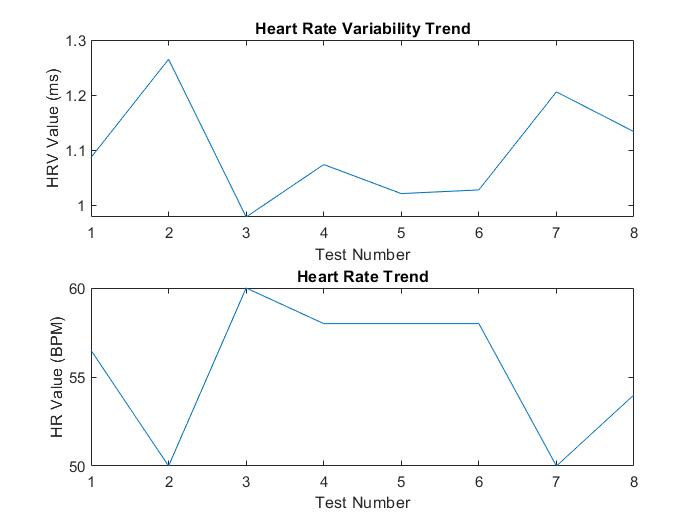 Heart Rate Variability Trend
HRV Value (ms)
1.3
1.2
1.1
1
1 2 3 4 5 6 7 8
Test Number
Heart Rate Trend
HR Value (BPM)
60
55
50
1 2 3 4 5 6 7 8
Test Number